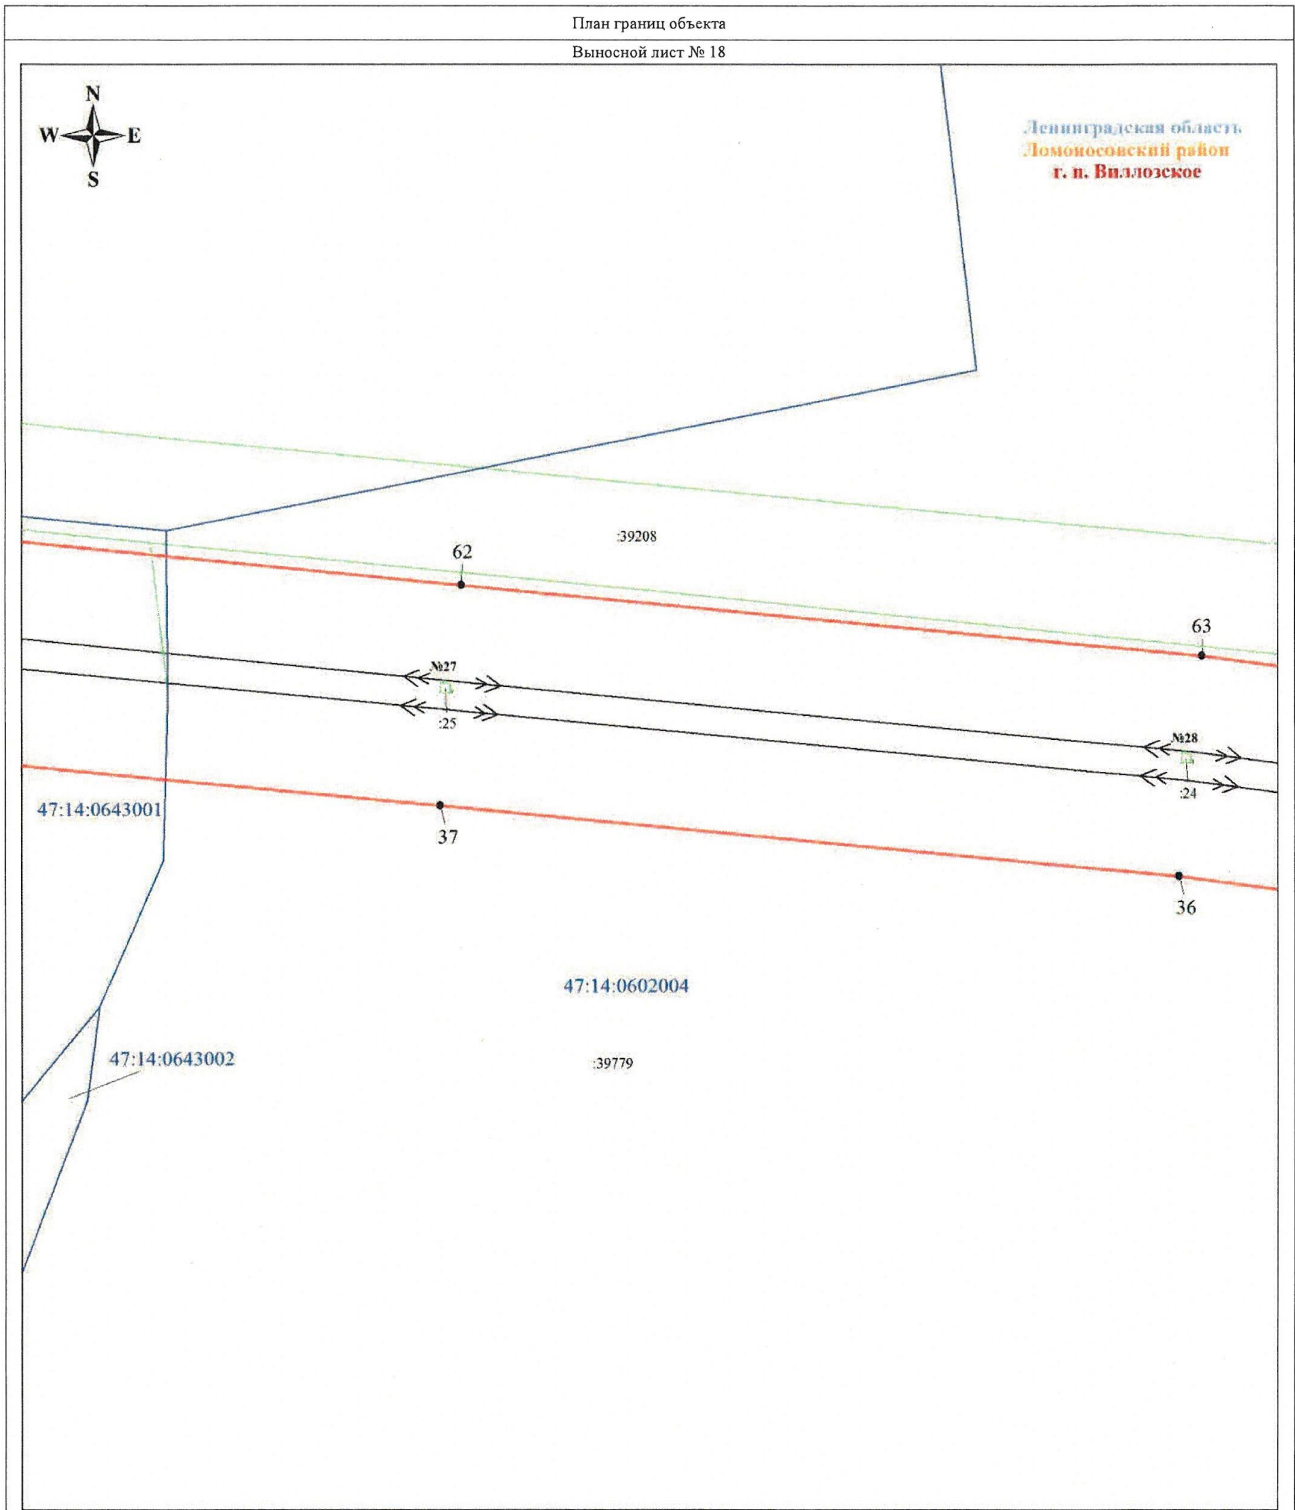 План границ объекта
Выносной лист № 18
N
W E
S
Ленинградская область
Ломоносовский район
г. п. Виллозское
:39208
62
63
№27
:25
№28
:24
47:14:0643001
37
36
47:14:0602004
47:14:0643002
:39779